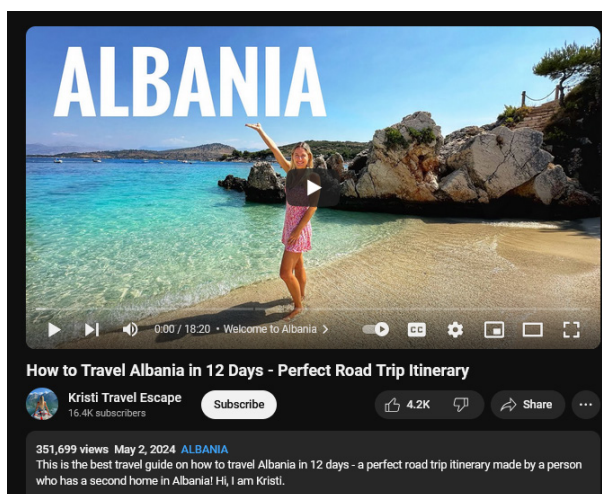 ALBANIA
0:00 / 18:20 • Welcome to Albania >
CC
How to Travel Albania in 12 Days - Perfect Road Trip Itinerary
Kristi Travel Escape
16.4K subscribers
Subscribe
4.2K
Share
351,699 views May 2, 2024 ALBANIA
This is the best travel guide on how to travel Albania in 12 days - a perfect road trip itinerary made by a person
who has a second home in Albania! Hi, I am Kristi.